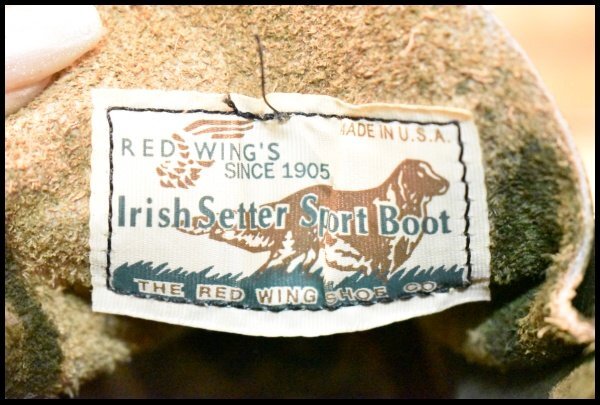 MADE IN U.S.A.
RED WING'S
SINCE 1905
Irish Setter Sport Boot
THE RED WING SHOE CO.